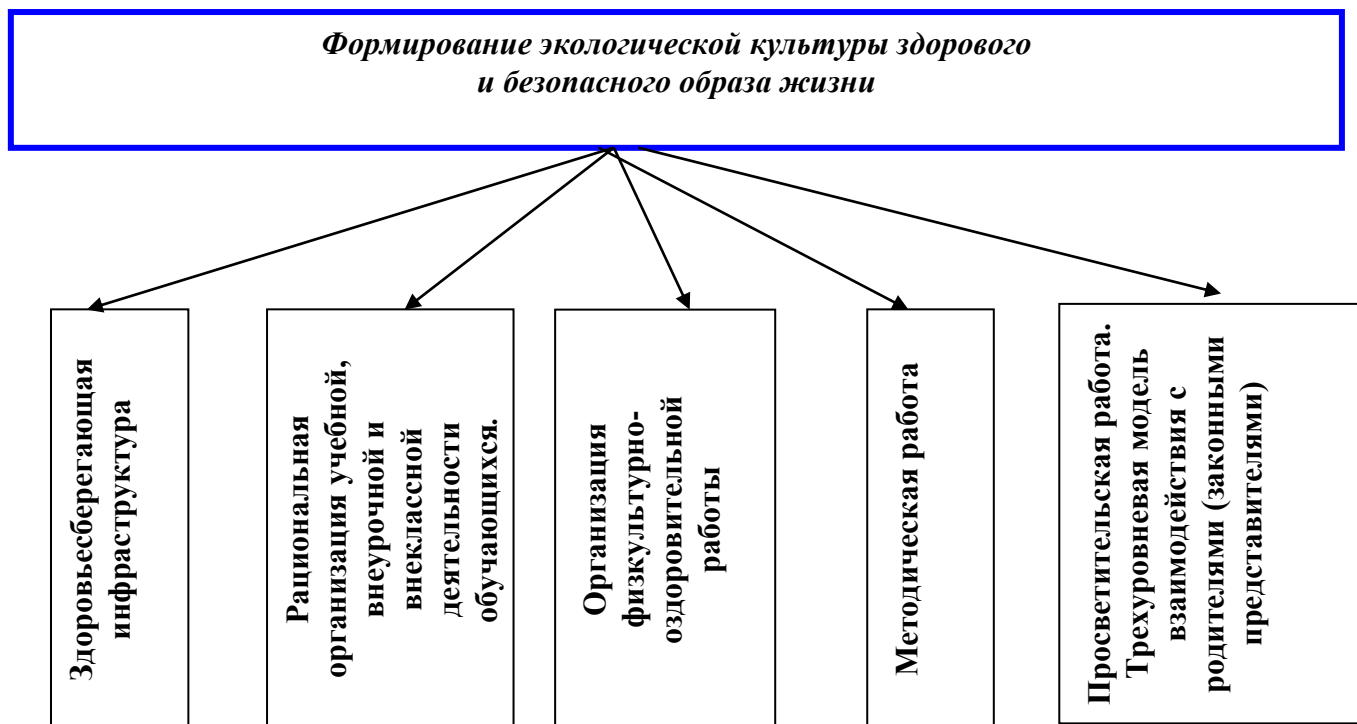 Формирование экологической культуры здорового
и безопасного образа жизни
Здоровьесберегающая
инфраструктура
Рациональная
организация учебной,
внеурочной и
внеклассной
деятельности
обучающихся.
Организация
физкультурно-
оздоровительной
работы
Методическая работа
Просветительская работа.
Трехуровневая модель
взаимодействия с
родителями (законными
представителями)